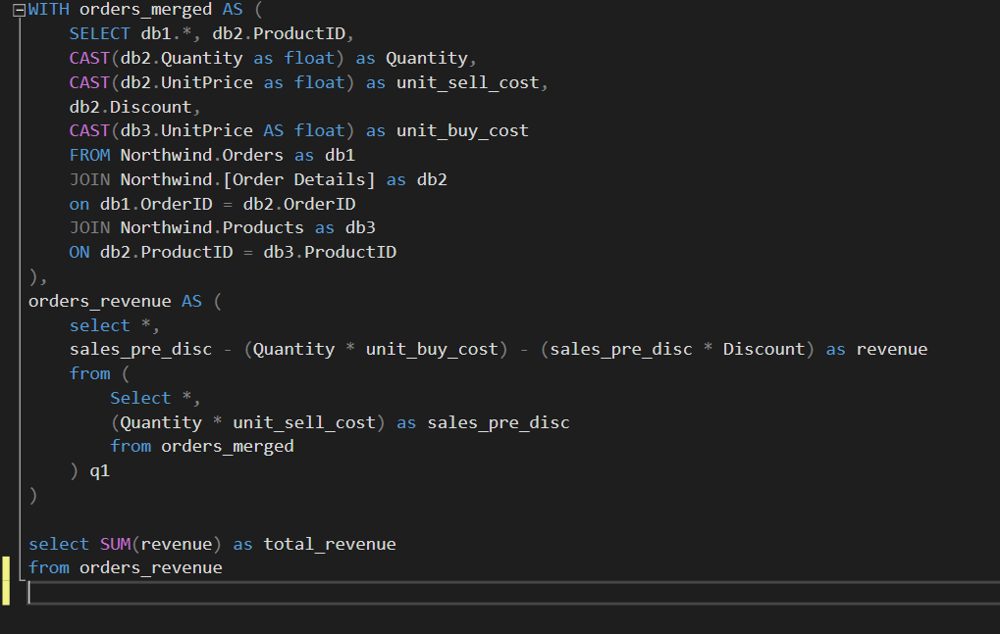 WITH orders_merged AS (
SELECT db1.*, db2.ProductID,
CAST(db2.Quantity as float) as Quantity,
CAST(db2.UnitPrice as float) as unit_sell_cost,
db2.Discount,
CAST(db3.UnitPrice AS float) as unit_buy_cost
FROM Northwind.Orders as db1
JOIN Northwind.[Order Details] as db2
on db1.OrderID = db2.OrderID
JOIN Northwind.Products as db3
ON db2.ProductID = db3.ProductID
),
orders_revenue AS (
select *,
sales_pre_disc - (Quantity * unit_buy_cost) - (sales_pre_disc * Discount) as revenue
from (
Select *,
(Quantity * unit_sell_cost) as sales_pre_disc
from orders_merged
) q1
)
select SUM(revenue) as total_revenue
from orders_revenue